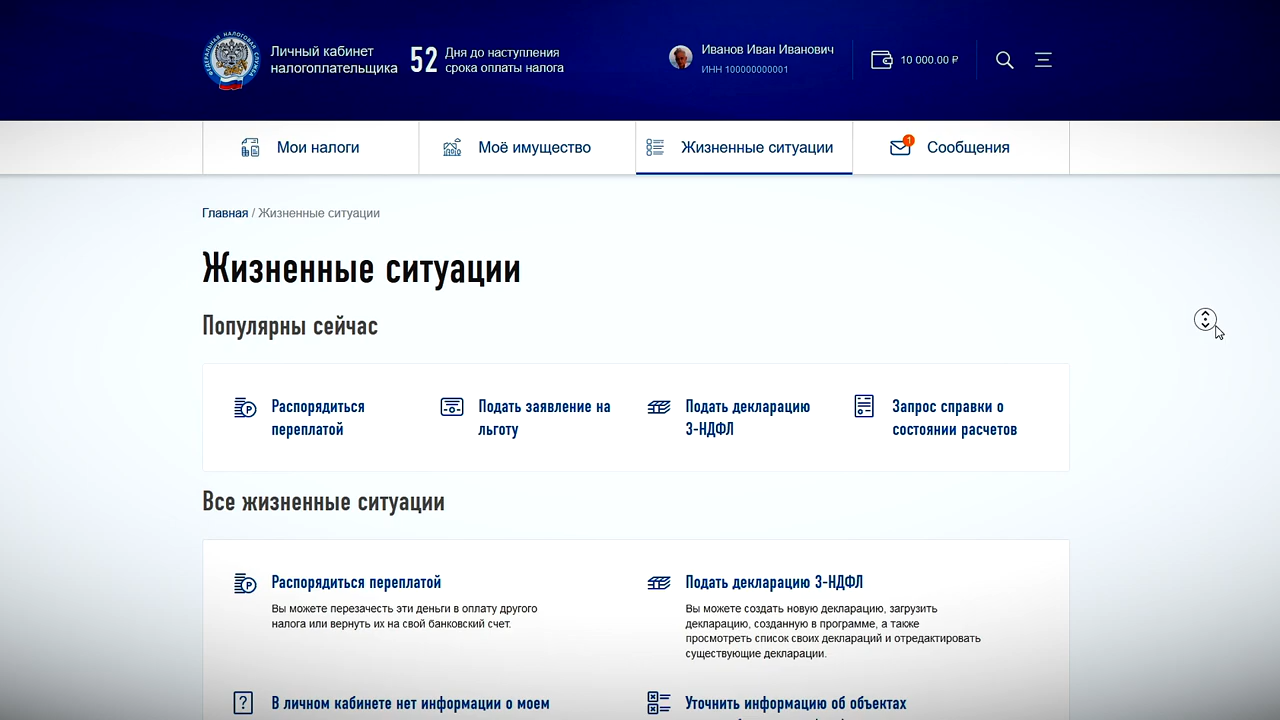 Личный кабинет
налогоплательщика
52
Дня до наступления
срока оплаты налога
Иванов Иван Иванович
ИНН 100000000001
10 000.00 ₽
Мои налоги
Моё имущество
Жизненные ситуации
1
Сообщения
Главная / Жизненные ситуации
Жизненные ситуации
Популярны сейчас
Распорядиться
переплатой
Подать заявление на
льготу
Подать декларацию
3-НДФЛ
Запрос справки о
состоянии расчетов
Все жизненные ситуации
Распорядиться переплатой
Вы можете перезачесть эти деньги в оплату другого
налога или вернуть их на свой банковский счет.
Подать декларацию 3-НДФЛ
Вы можете создать новую декларацию, загрузить
декларацию, созданную в программе, а также
просмотреть список своих деклараций и отредактировать
существующие декларации.
В личном кабинете нет информации о моем
Уточнить информацию об объектах